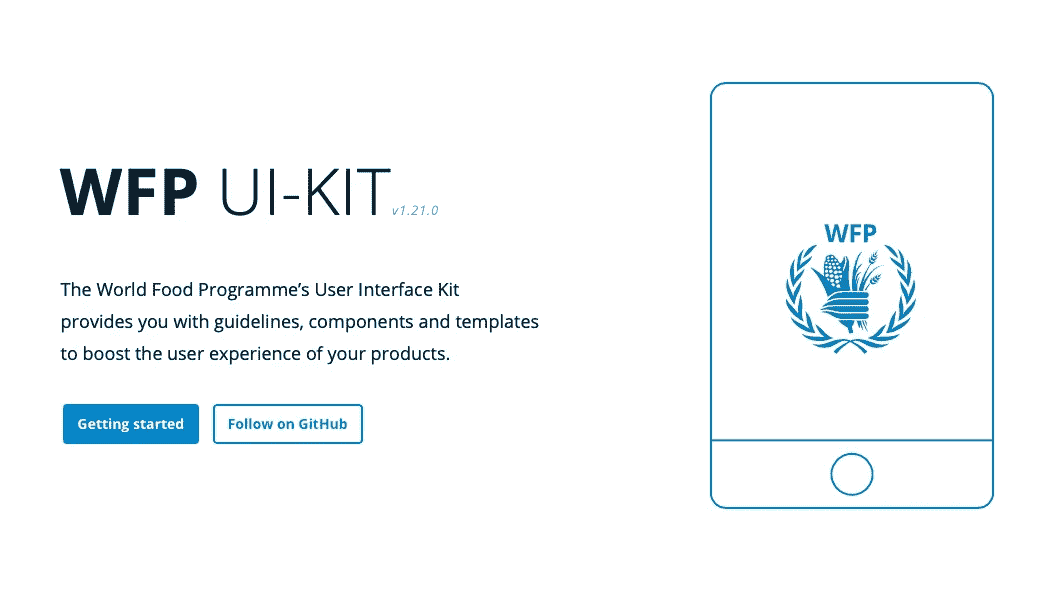 WFP UI-KIT v1.21.0
The World Food Programme’s User Interface Kit
provides you with guidelines, components and templates
to boost the user experience of your products.
Getting started
Follow on GitHub
WFP